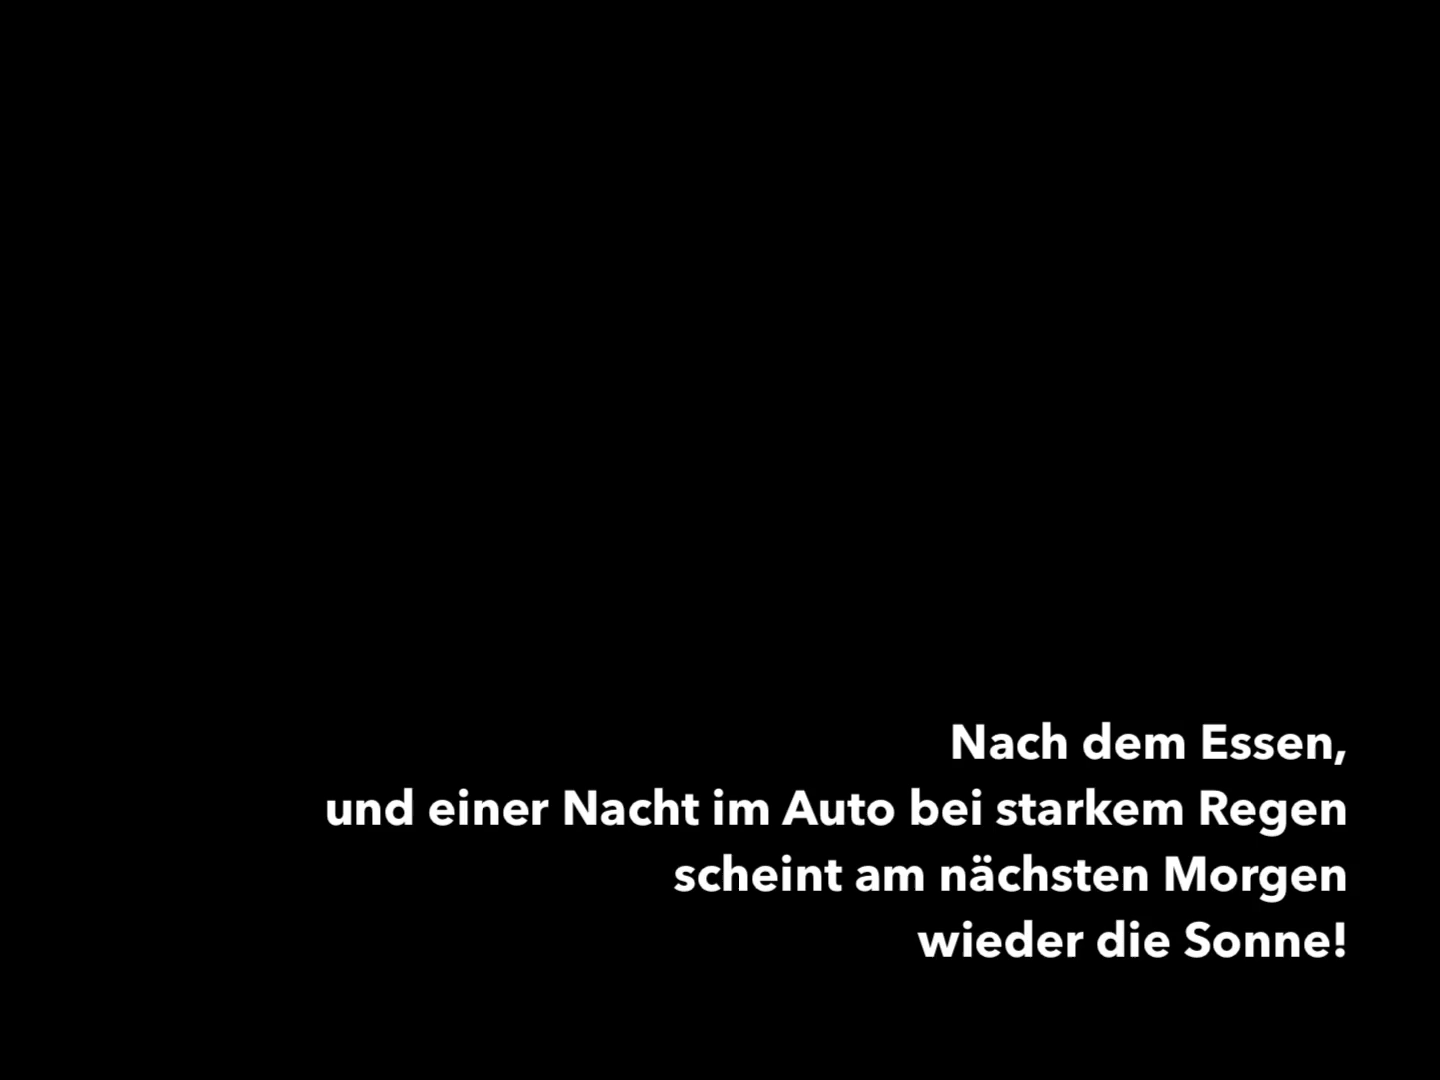 Nach dem Essen,
und einer Nacht im Auto bei starkem Regen
scheint am nächsten Morgen
wieder die Sonne!